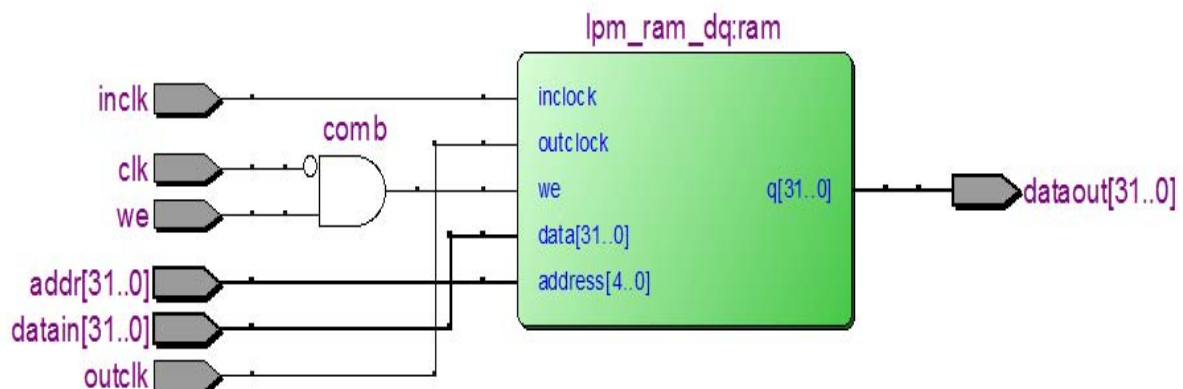 lpm_ram_dq:ram
inclk
inclock
comb
outclock
clk
we
we
q[31..0]
dataout[31..0]
data[31..0]
addr[31..0]
address[4..0]
datain[31..0]
outclk